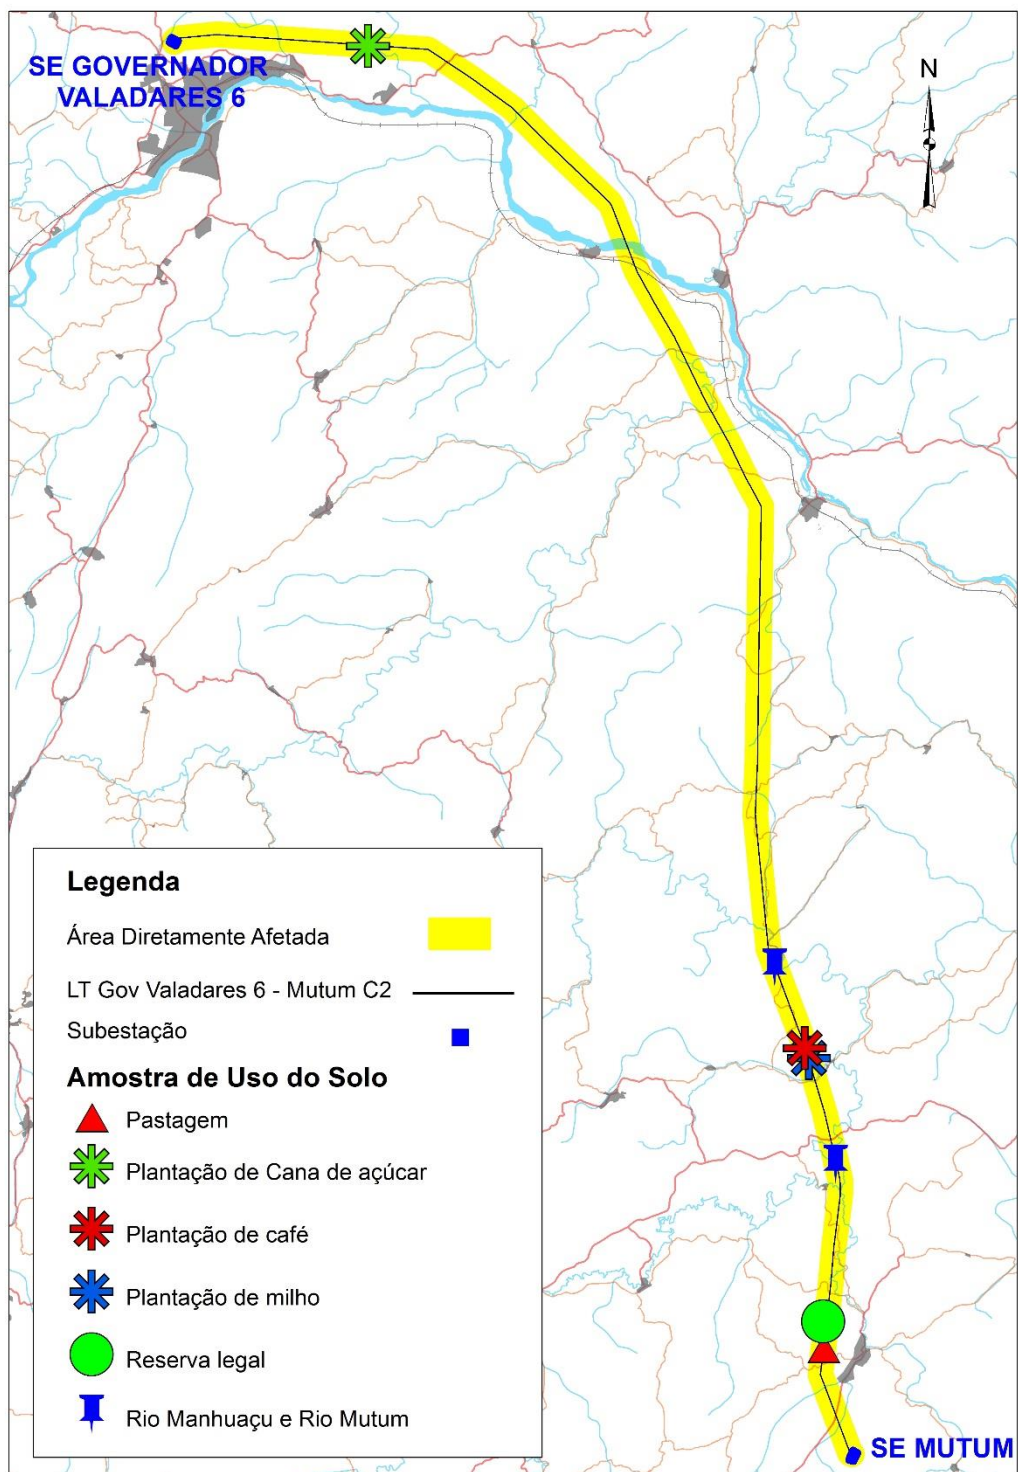 SE GOVERNADOR
VALADARES 6
N
Legenda
Área Diretamente Afetada
LT Gov Valadares 6 - Mutum C2
Subestação
Amostra de Uso do Solo
Pastagem
Plantação de Cana de açúcar
Plantação de café
Plantação de milho
Reserva legal
Rio Manhuaçu e Rio Mutum
SE MUTUM